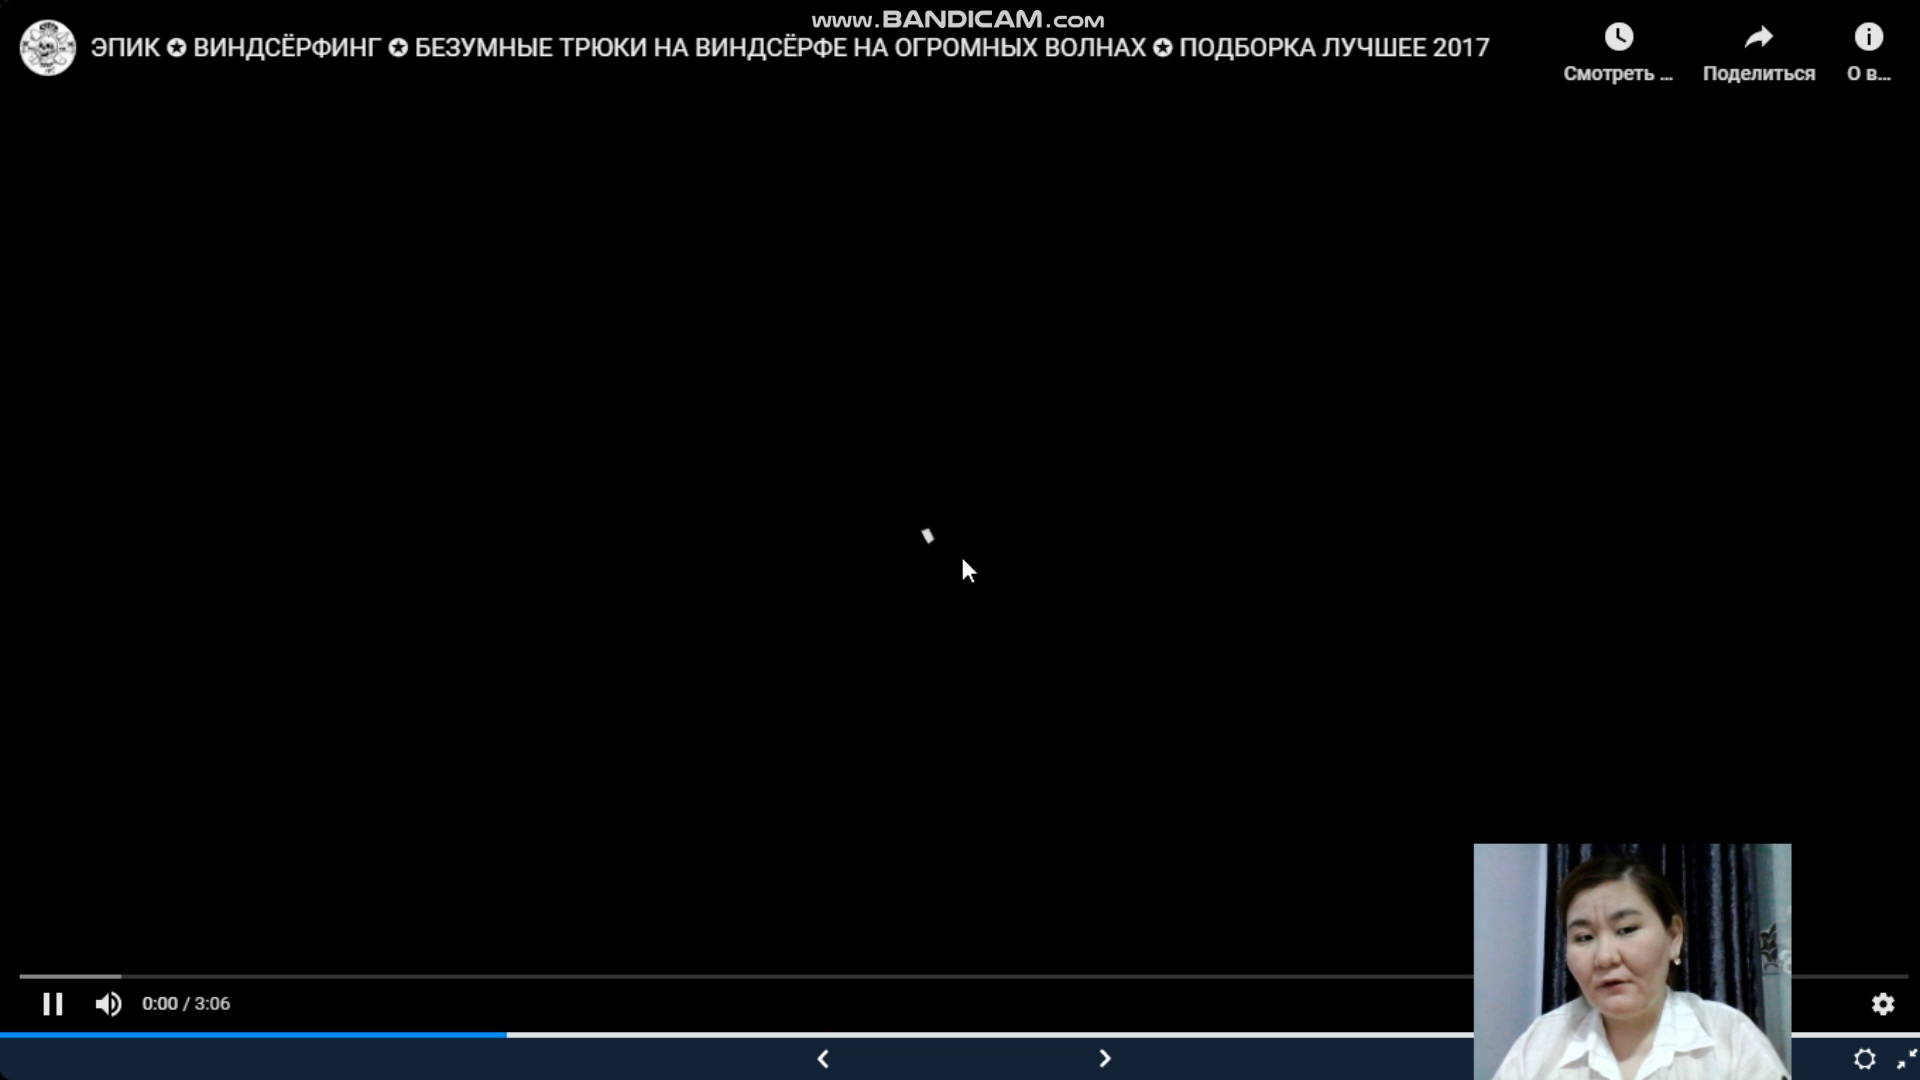 www.BANDICAM.com
ЭПИК ✪ ВИНДСЁРФИНГ ✪ БЕЗУМНЫЕ ТРЮКИ НА ВИНДСЁРФЕ НА ОГРОМНЫХ ВОЛНАХ ✪ ПОДБОРКА ЛУЧШЕЕ 2017
Смотреть ...
Поделиться
О в...
0:00 / 3:06